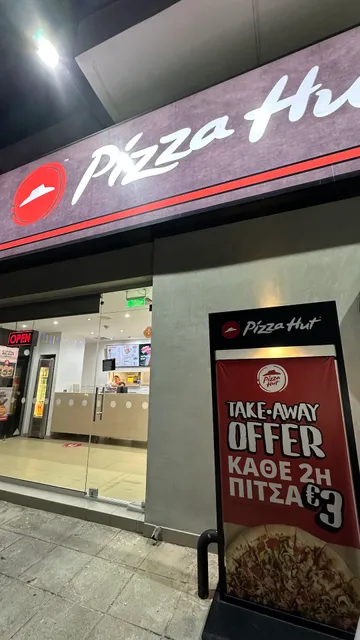 Pizza Hut
OPEN
Pizza Hut
Pizza
Hut
TAKE-AWAY
OFFER
ΚΑΘΕ 2Η
ΠΙΤΣΑ €3